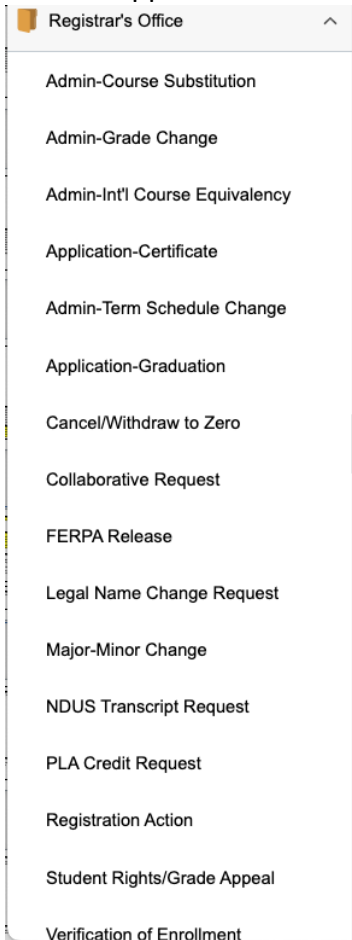 Registrar's Office
Admin-Course Substitution
Admin-Grade Change
Admin-Int'l Course Equivalency
Application-Certificate
Admin-Term Schedule Change
Application-Graduation
Cancel/Withdraw to Zero
Collaborative Request
FERPA Release
Legal Name Change Request
Major-Minor Change
NDUS Transcript Request
PLA Credit Request
Registration Action
Student Rights/Grade Appeal
Verification of Enrollment